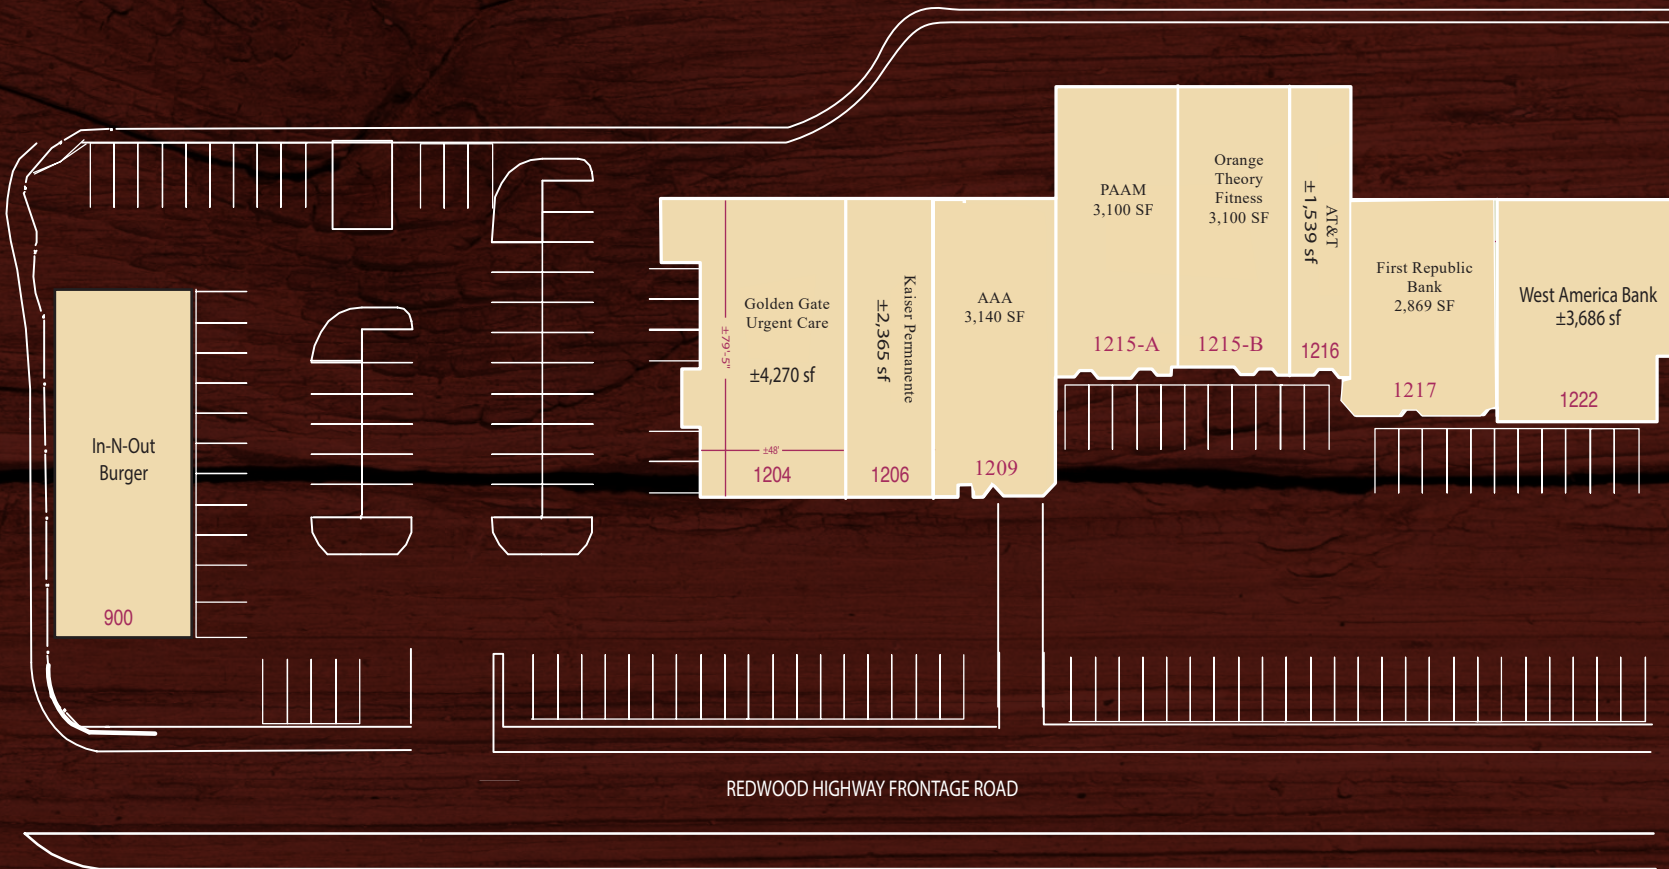 In-N-Out
Burger
900
Golden Gate
Urgent Care
±4,270 sf
±79'-5"
±48'
1204
Kaiser Permanente
±2,365 sf
1206
AAA
3,140 SF
1209
PAAM
3,100 SF
1215-A
Orange
Theory
Fitness
3,100 SF
1215-B
AT&T
±1,539 sf
1216
First Republic
Bank
2,869 SF
1217
West America Bank
±3,686 sf
1222
REDWOOD HIGHWAY FRONTAGE ROAD